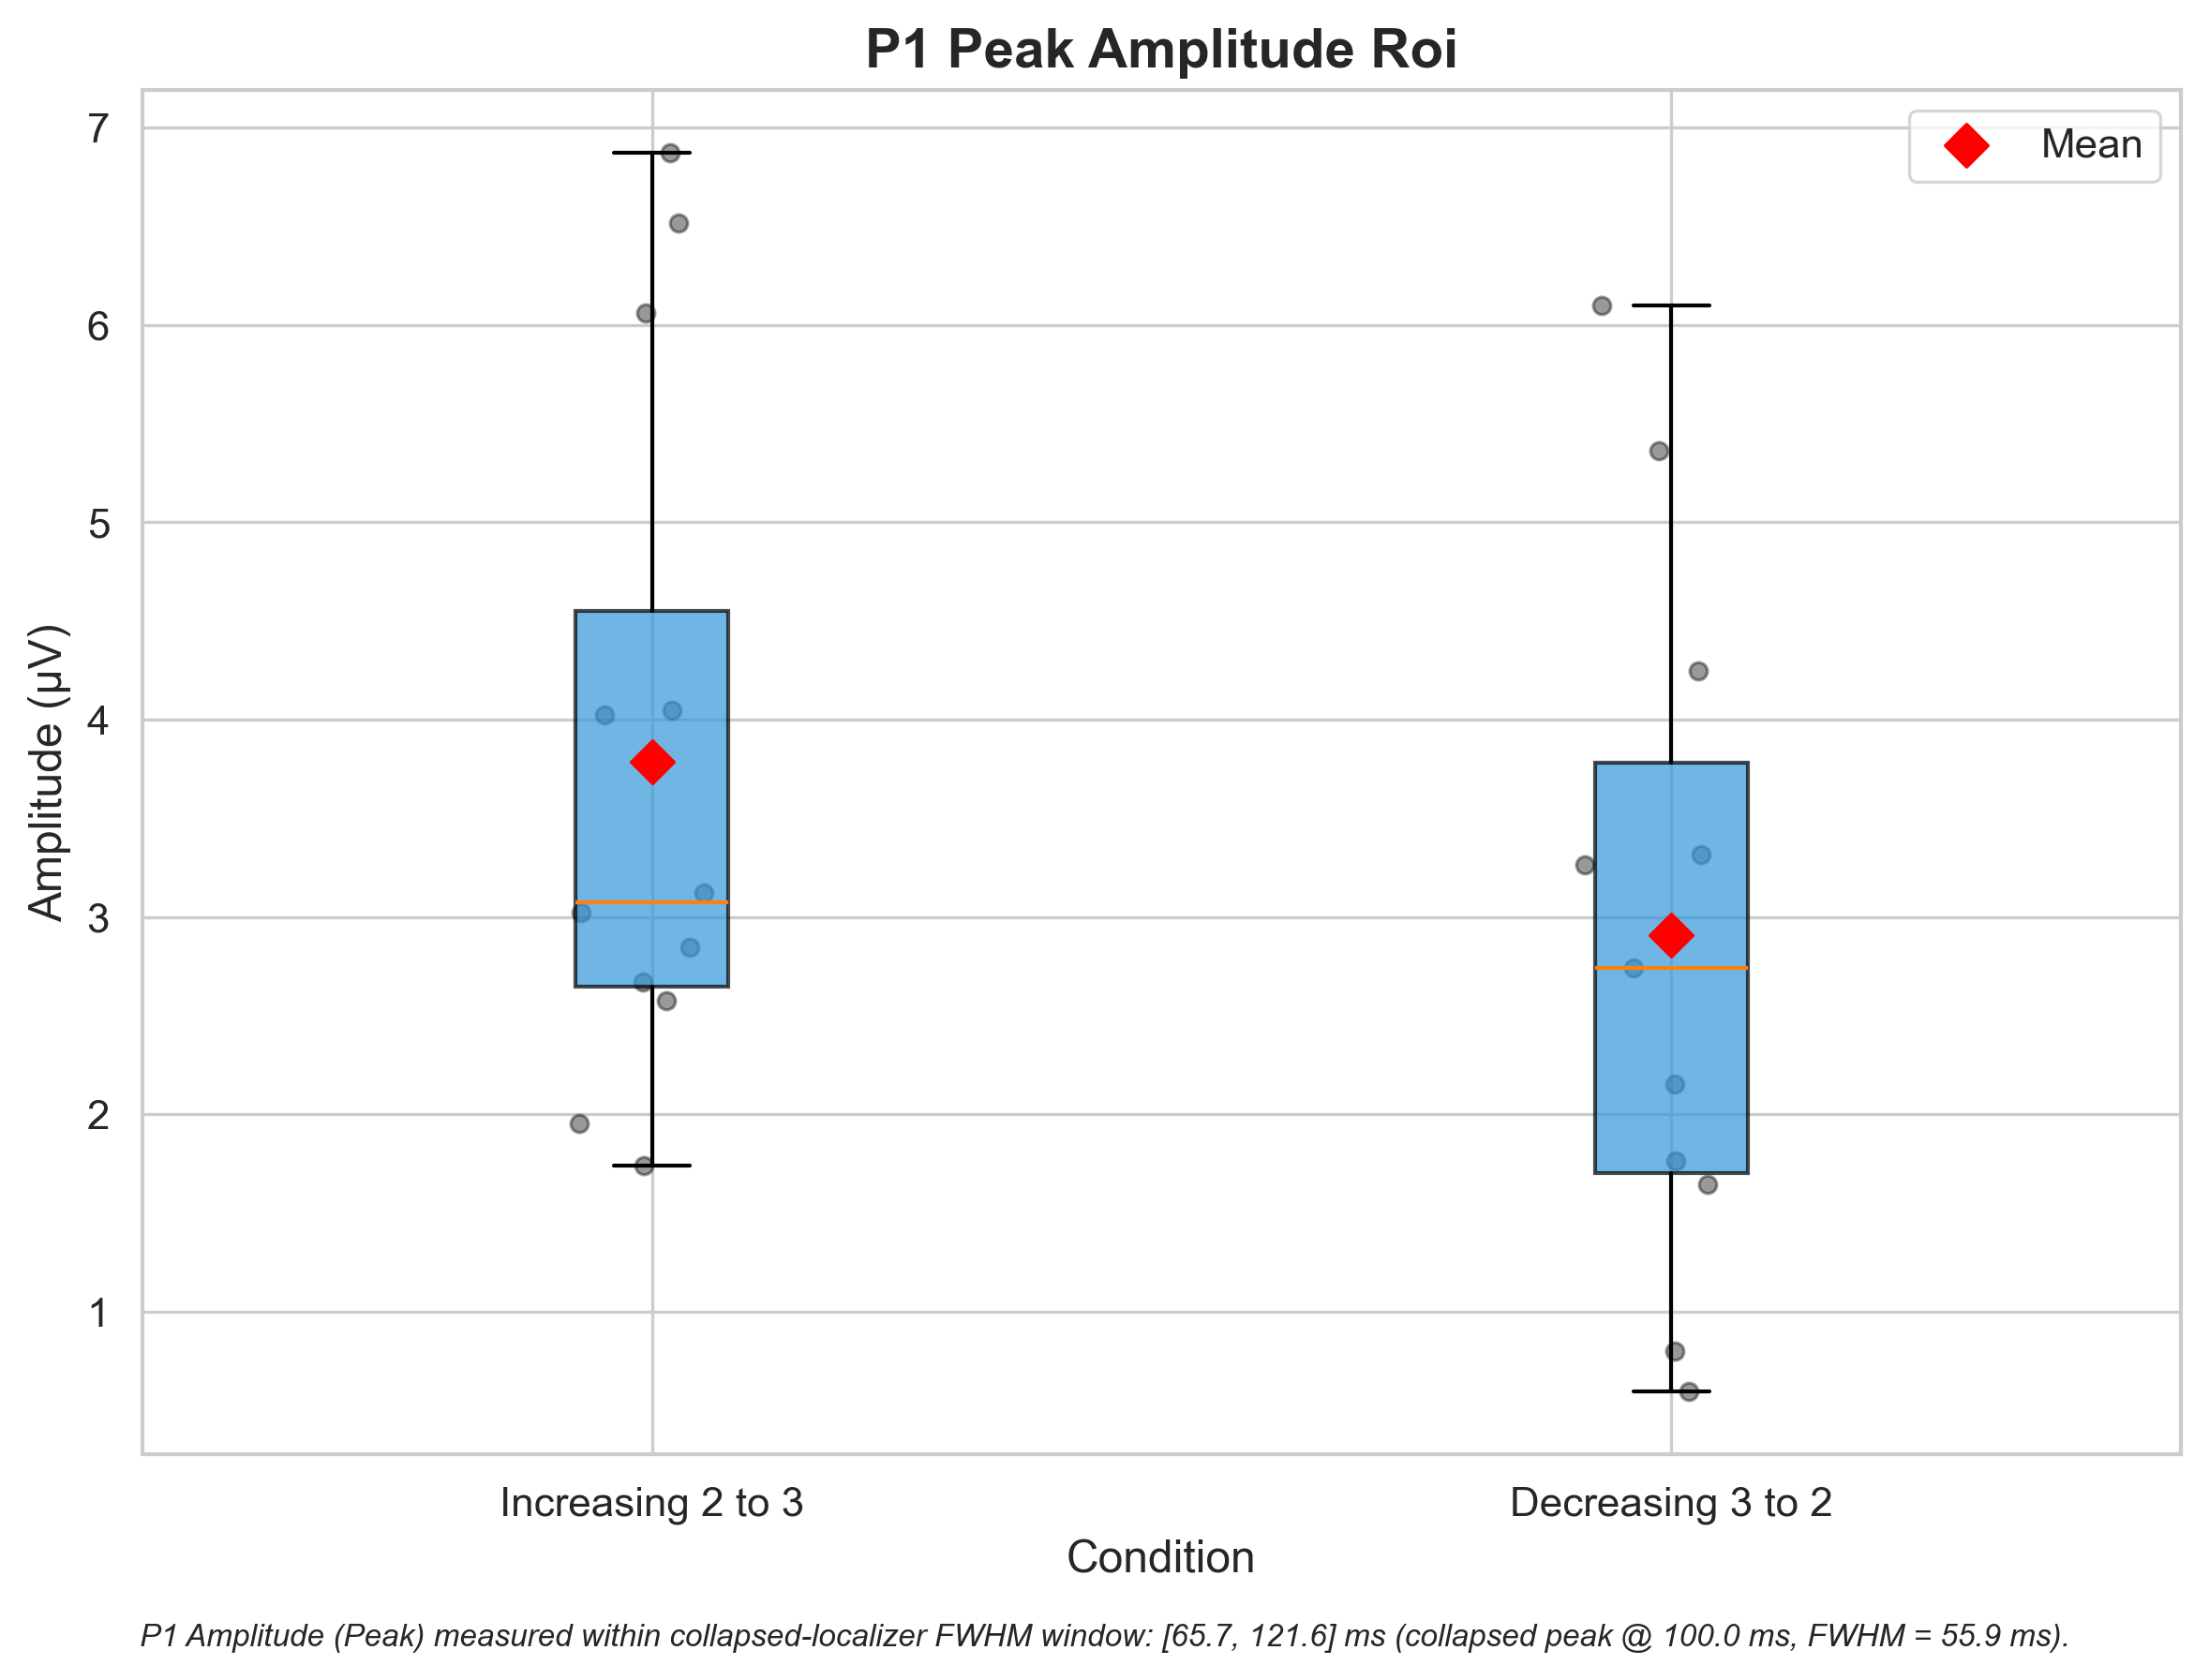 P1 Peak Amplitude Roi
Mean
7
6
5
4
3
2
1
Amplitude (µV)
Increasing 2 to 3
Decreasing 3 to 2
Condition
P1 Amplitude (Peak) measured within collapsed-localizer FWHM window: [65.7, 121.6] ms (collapsed peak @ 100.0 ms, FWHM = 55.9 ms).